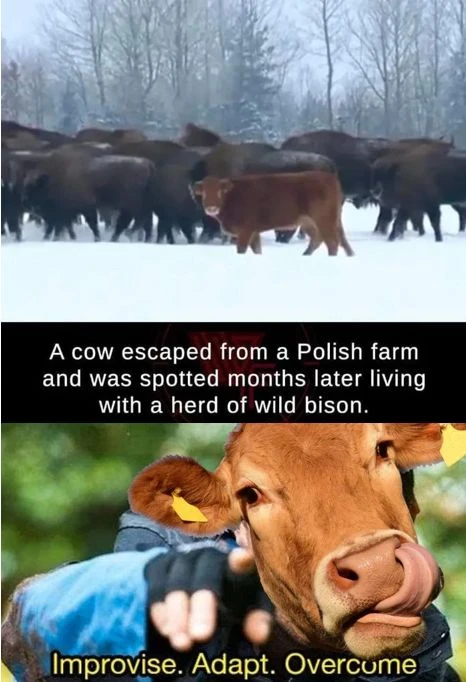 A cow escaped from a Polish farm
and was spotted months later living
with a herd of wild bison.
Improvise. Adapt. Overcome